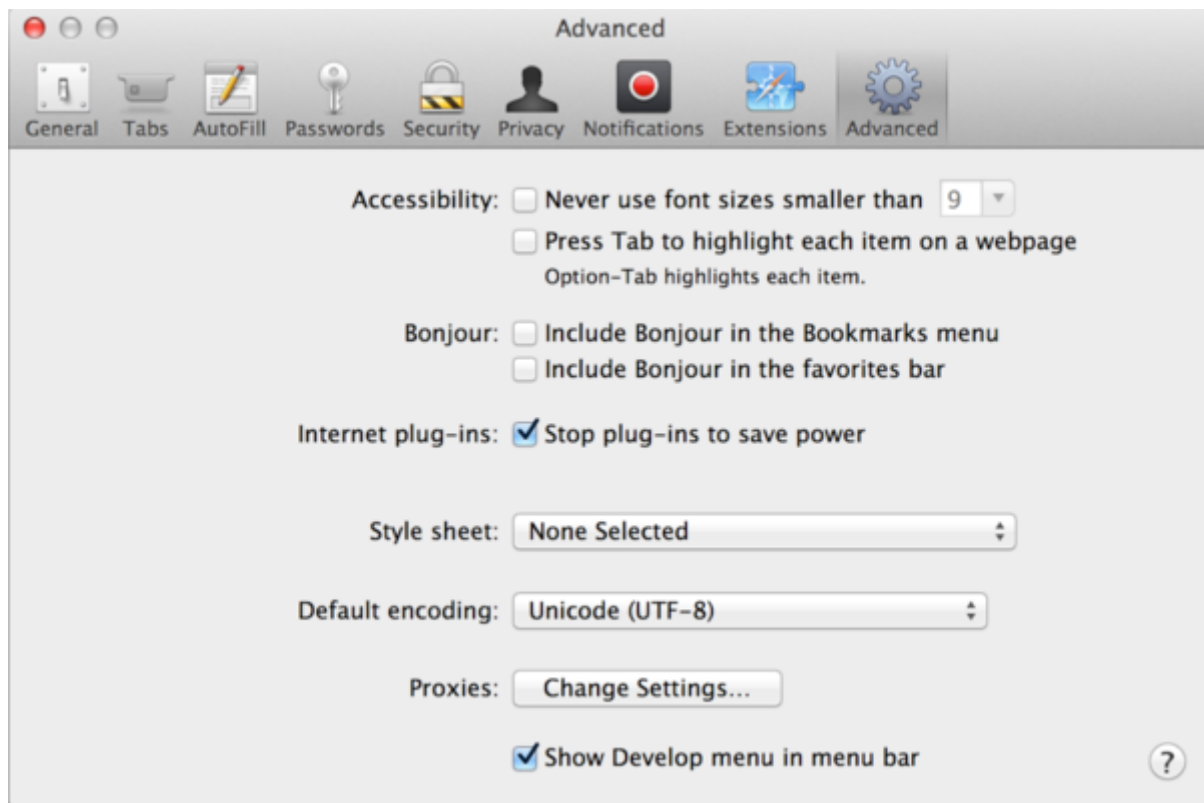 Advanced
General Tabs AutoFill Passwords Security Privacy Notifications Extensions Advanced
Accessibility: Never use font sizes smaller than 9
Press Tab to highlight each item on a webpage
Option-Tab highlights each item.
Bonjour: Include Bonjour in the Bookmarks menu
Include Bonjour in the favorites bar
Internet plug-ins: Stop plug-ins to save power
Style sheet: None Selected
Default encoding: Unicode (UTF-8)
Proxies: Change Settings...
Show Develop menu in menu bar ?